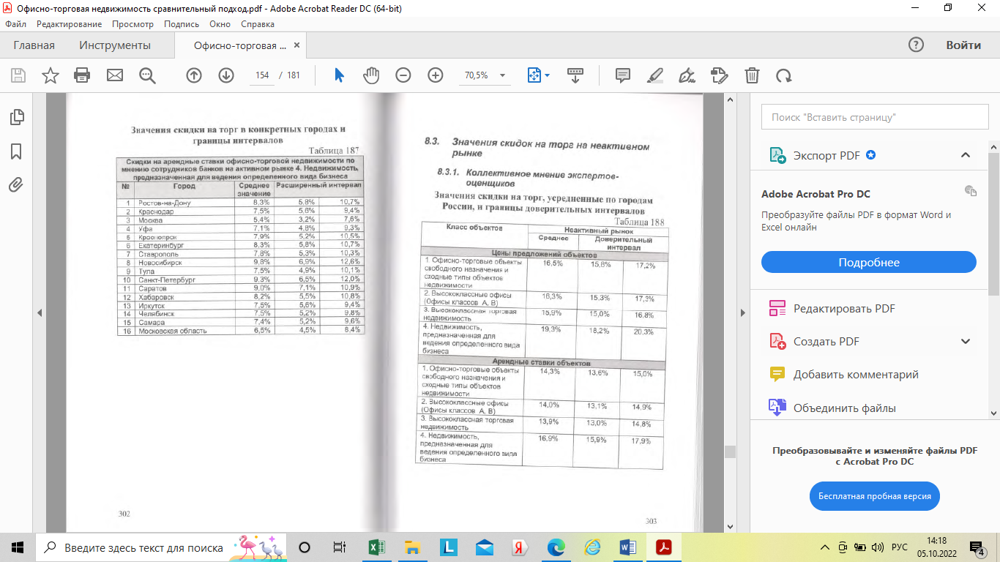 Офисно-торговая недвижимость сравнительный подход.pdf - Adobe Acrobat Reader DC (64-bit)
Файл Редактирование Просмотр Подпись Окно Справка
Главная Инструменты Офисно-торговая ... × ? Войти
154 / 181 70,5%
Значения скидки на торг в конкретных городах и
границы интервалов
Таблица 187
Скидки на арендные ставки офисно-торговой недвижимости по
мнению сотрудников банков на активном рынке 4. Недвижимость,
предназначенная для ведения определенного вида бизнеса
№ Город Среднее Расширенный интервал
значение
1 Ростов-на-Дону 8,3% 5,8% 10,7%
2 Краснодар 7,5% 5,6% 9,4%
3 Москва 5,4% 3,2% 7,6%
4 Уфа 7,1% 4,8% 9,3%
5 Красноярск 7,9% 5,2% 10,5%
6 Екатеринбург 8,3% 5,8% 10,7%
7 Ставрополь 7,8% 5,3% 10,3%
8 Новосибирск 9,8% 6,9% 12,6%
9 Тула 7,5% 4,9% 10,1%
10 Санкт-Петербург 9,3% 6,5% 12,0%
11 Саратов 9,0% 7,1% 10,9%
12 Хабаровск 8,2% 5,5% 10,8%
13 Иркутск 7,5% 5,6% 9,4%
14 Челябинск 7,5% 5,2% 9,8%
15 Самара 7,4% 5,2% 9,6%
16 Московская область 6,5% 4,5% 8,4%
302
8.3. Значения скидок на торг на неактивном
рынке
8.3.1. Коллективное мнение экспертов-
оценщиков
Значения скидки на торг, усредненные по городам
России, и границы доверительных интервалов
Таблица 188
Класс объектов Неактивный рынок
Среднее Доверительный
интервал
Цены предложений объектов
1. Офисно-торговые объекты 16,5% 15,8% 17,2%
свободного назначения и
сходные типы объектов
недвижимости
2. Высококлассные офисы 16,3% 15,3% 17,3%
(Офисы классов А, В)
3. Высококлассная торговая 15,9% 15,0% 16,8%
недвижимость
4. Недвижимость, 19,3% 18,2% 20,3%
предназначенная для
ведения определенного вида
бизнеса
Арендные ставки объектов
1. Офисно-торговые объекты 14,3% 13,6% 15,0%
свободного назначения и
сходные типы объектов
недвижимости
2. Высококлассные офисы 14,0% 13,1% 14,9%
(Офисы классов А, В)
3. Высококлассная торговая 13,9% 13,0% 14,8%
недвижимость
4. Недвижимость, 16,9% 15,9% 17,9%
предназначенная для
ведения определенного вида
бизнеса
303
Поиск "Вставить страницу"
Экспорт PDF
Adobe Acrobat Pro DC
Преобразуйте файлы PDF в формат Word и
Excel онлайн
Подробнее
Редактировать PDF
Создать PDF
Добавить комментарий
Объединить файлы
Преобразовывайте и изменяйте файлы PDF
с Acrobat Pro DC
Бесплатная пробная версия
Введите здесь текст для поиска
L Я РУС 14:18
05.10.2022
4